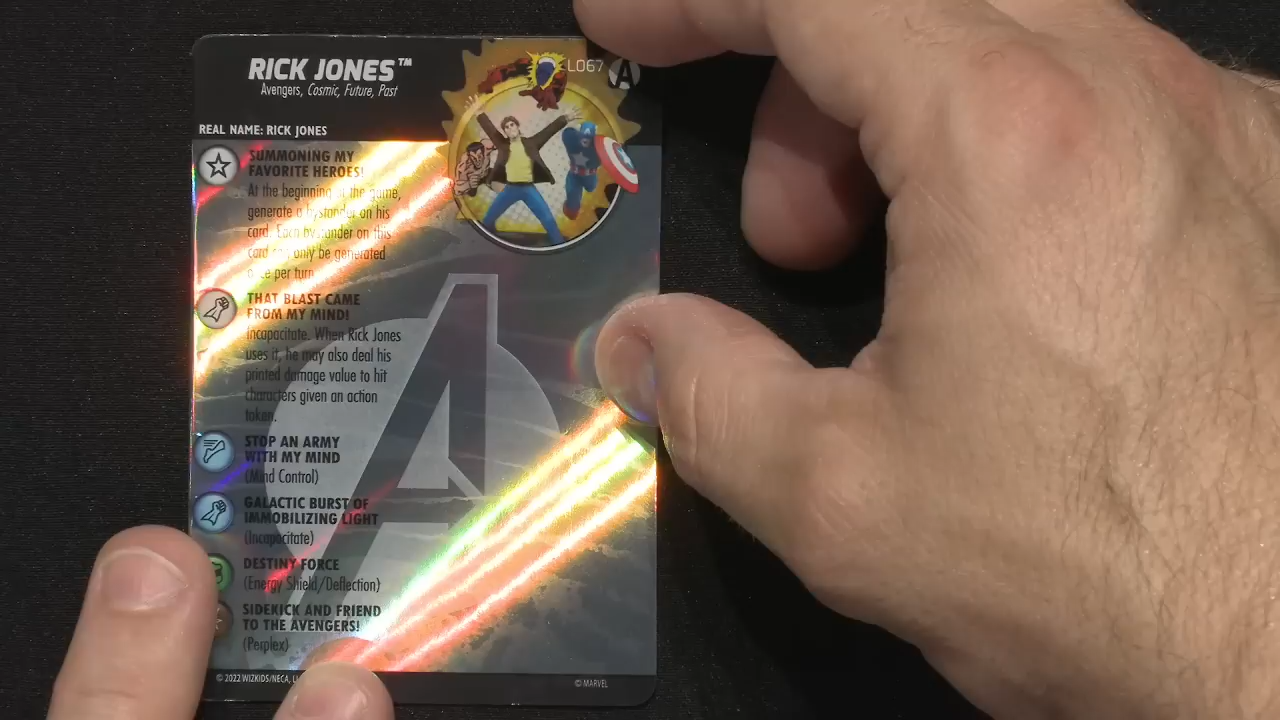 RICK JONES™
L067
Avengers, Cosmic, Future, Past
REAL NAME: RICK JONES
SUMMONING MY
FAVORITE HEROES!
At the beginning of the game,
generate a bystander on his
card. Each bystander on this
card can only be generated
once per turn.
THAT BLAST CAME
FROM MY MIND!
Incapacitate. When Rick Jones
uses it, he may also deal his
printed damage value to hit
characters given an action
token.
STOP AN ARMY
WITH MY MIND
(Mind Control)
GALACTIC BURST OF
IMMOBILIZING LIGHT
(Incapacitate)
DESTINY FORCE
(Energy Shield/Deflection)
SIDEKICK AND FRIEND
TO THE AVENGERS!
(Perplex)
© 2022 WIZKIDS/NECA,
© MARVEL